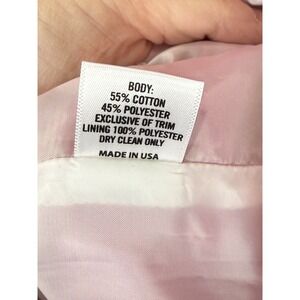 BODY:
55% COTTON
45% POLYESTER
EXCLUSIVE OF TRIM
LINING 100% POLYESTER
DRY CLEAN ONLY
MADE IN USA